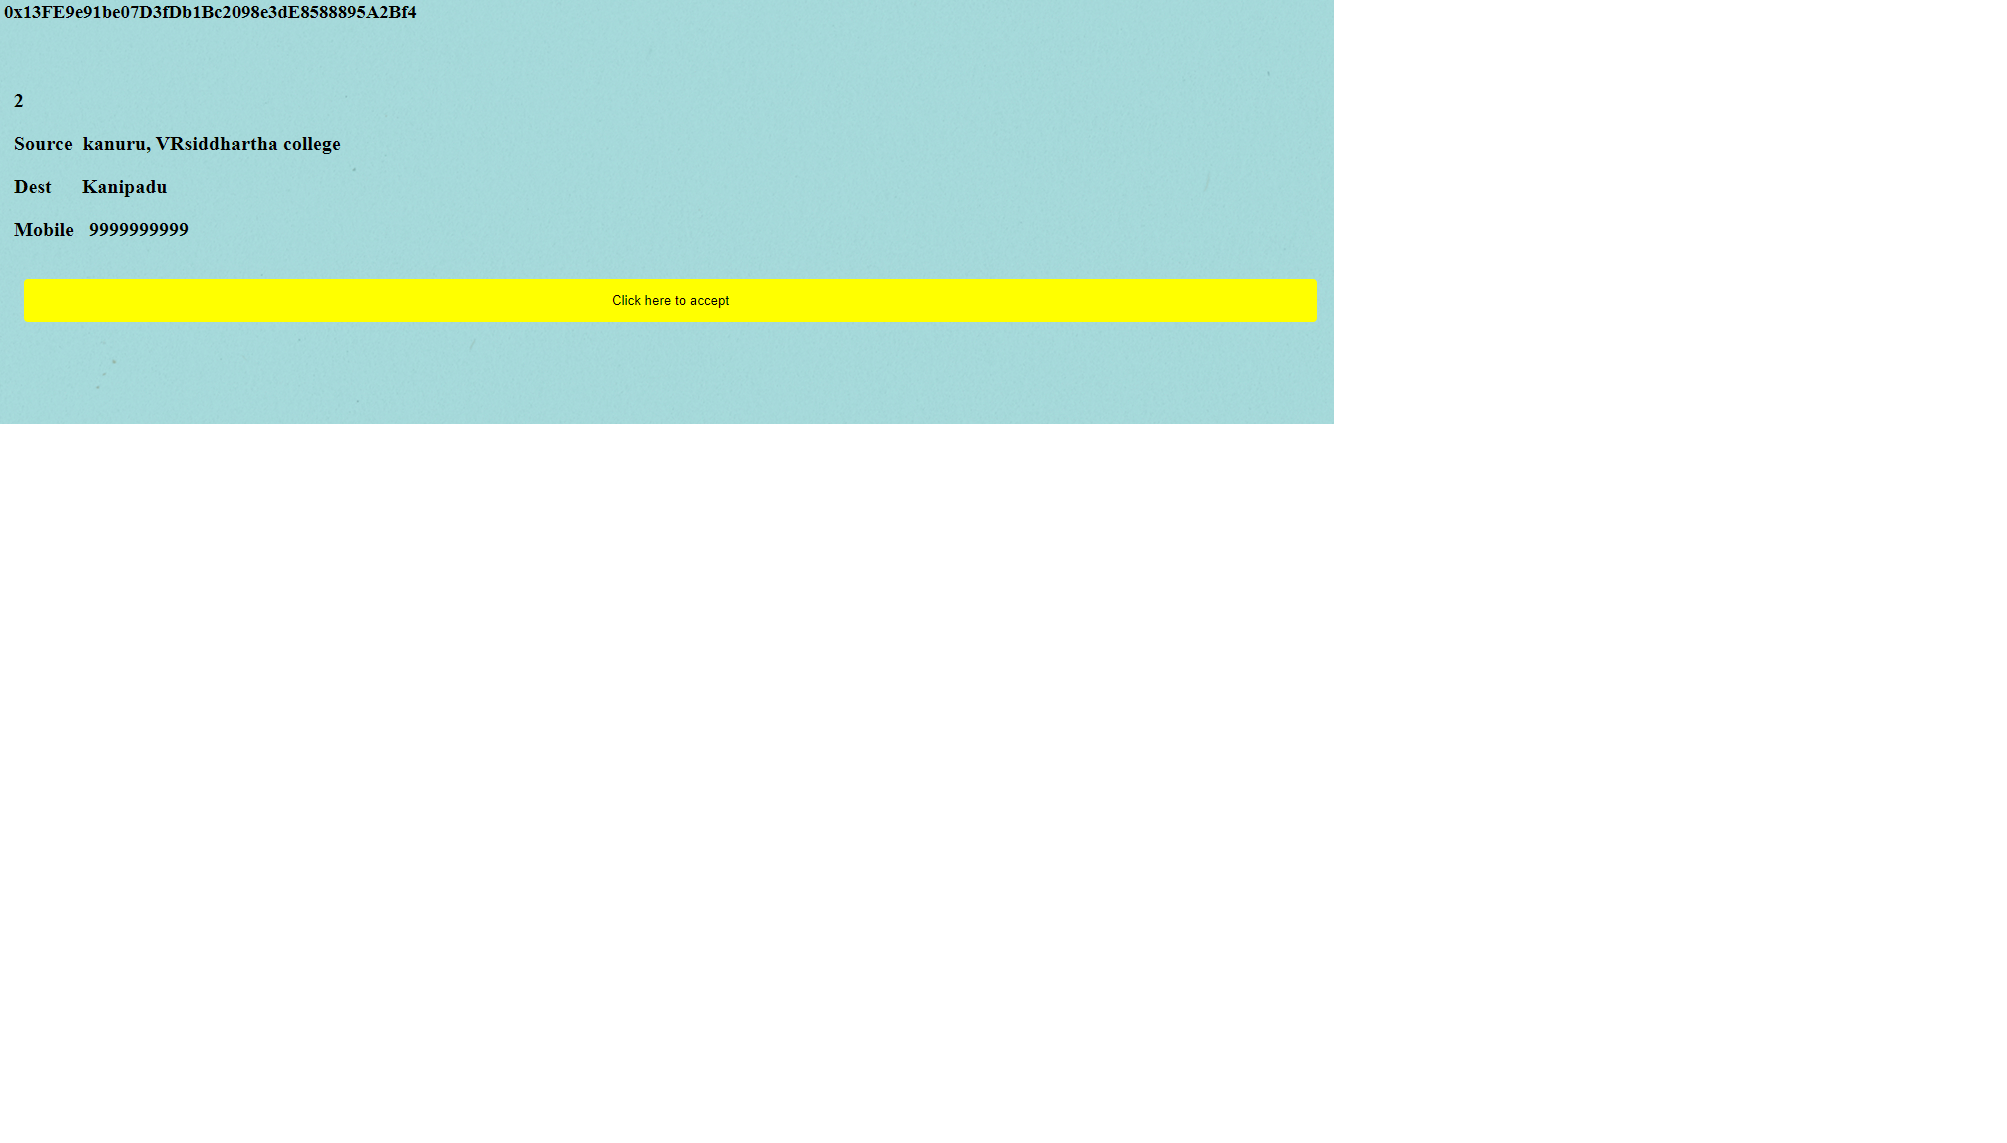 0x13FE9e91be07D3fDb1Bc2098e3dE8588895A2Bf4
2
Source kanuru, VRsiddhartha college
Dest Kanipadu
Mobile 9999999999
Click here to accept